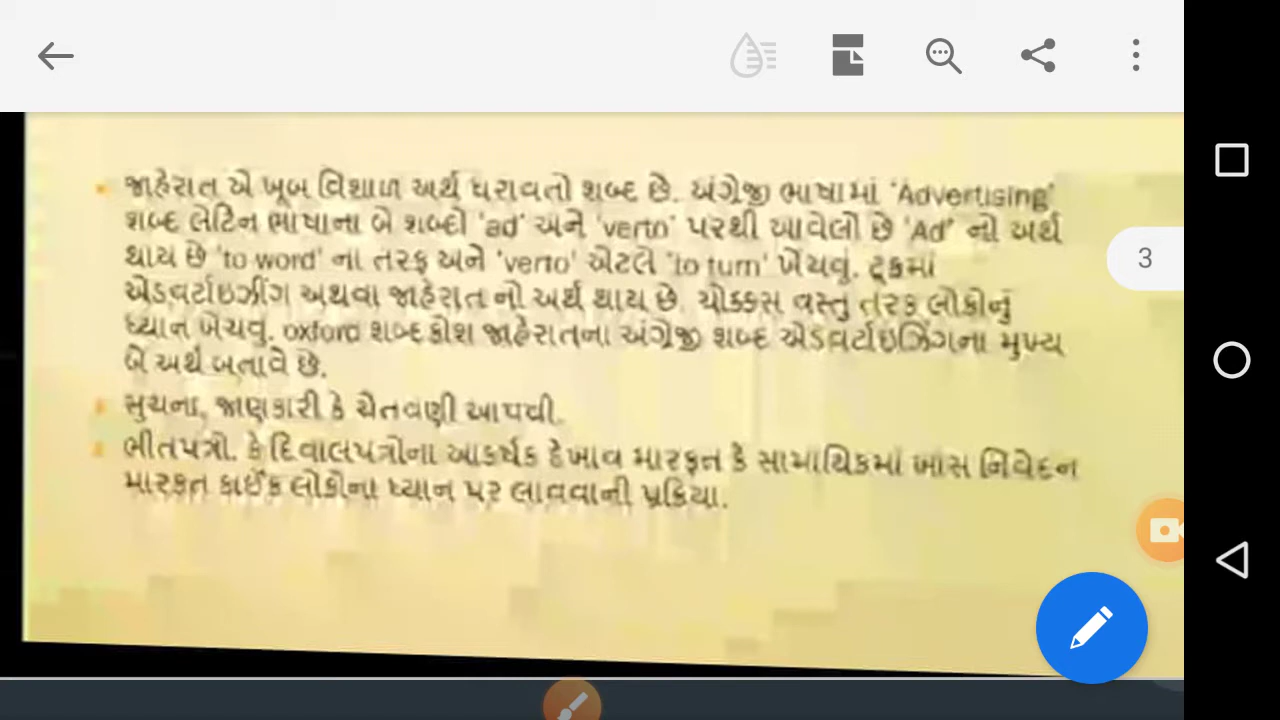 જાહેરાત એ ખૂબ વિશાળ અર્થ ધરાવતો શબ્દ છે. અંગ્રેજી ભાષામાં 'Advertising'
શબ્દ લેટિન ભાષાના બે શબ્દો 'ad' અને 'verto' પરથી આવેલો છે 'Ad' નો અર્થ
થાય છે 'to word' ના તરફ અને 'verto' એટલે 'to turn' ખેંચવું. ટૂકમાં
3
એડવર્ટાઇઝીંગ અથવા જાહેરાત નો અર્થ થાય છે. ચોક્કસ વસ્તુ તરફ લોકોનું
ધ્યાન ખેચવુ. oxford શબ્દકોશ જાહેરાતના અંગ્રેજી શબ્દ એડવર્ટાઇઝિંગના મુખ્ય
બે અર્થ બતાવે છે.
સુચના, જાણકારી કે ચેતવણી આપવી.
ભીતપત્રો. કે દિવાલપત્રોના આકર્ષક દેખાવ મારફત કે સામાયિકમાં ખાસ નિવેદન
મારફત કાઈક લોકોના ધ્યાન પર લાવવાની પ્રક્રિયા.